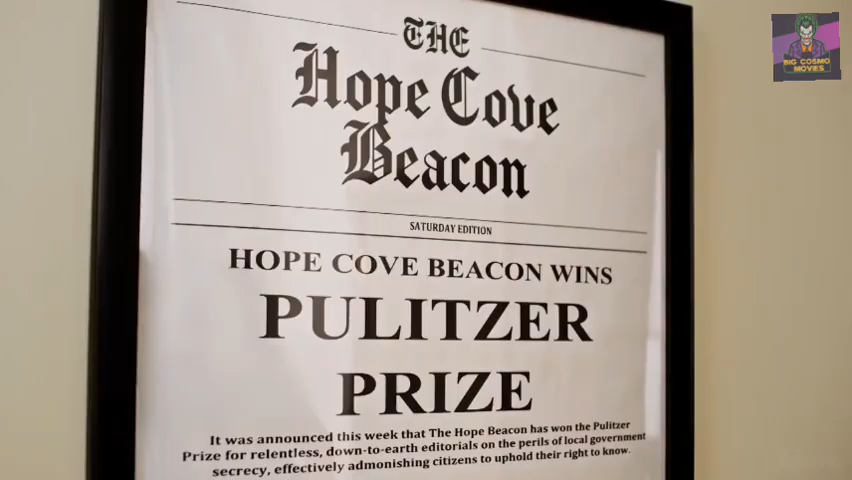 THE
Hope Cove
Beacon
SATURDAY EDITION
HOPE COVE BEACON WINS
PULITZER
PRIZE
It was announced this week that The Hope Beacon has won the Pulitzer
Prize for relentless, down-to-earth editorials on the perils of local government
secrecy, effectively admonishing citizens to uphold their right to know.
BIG COSMO
MOVIES